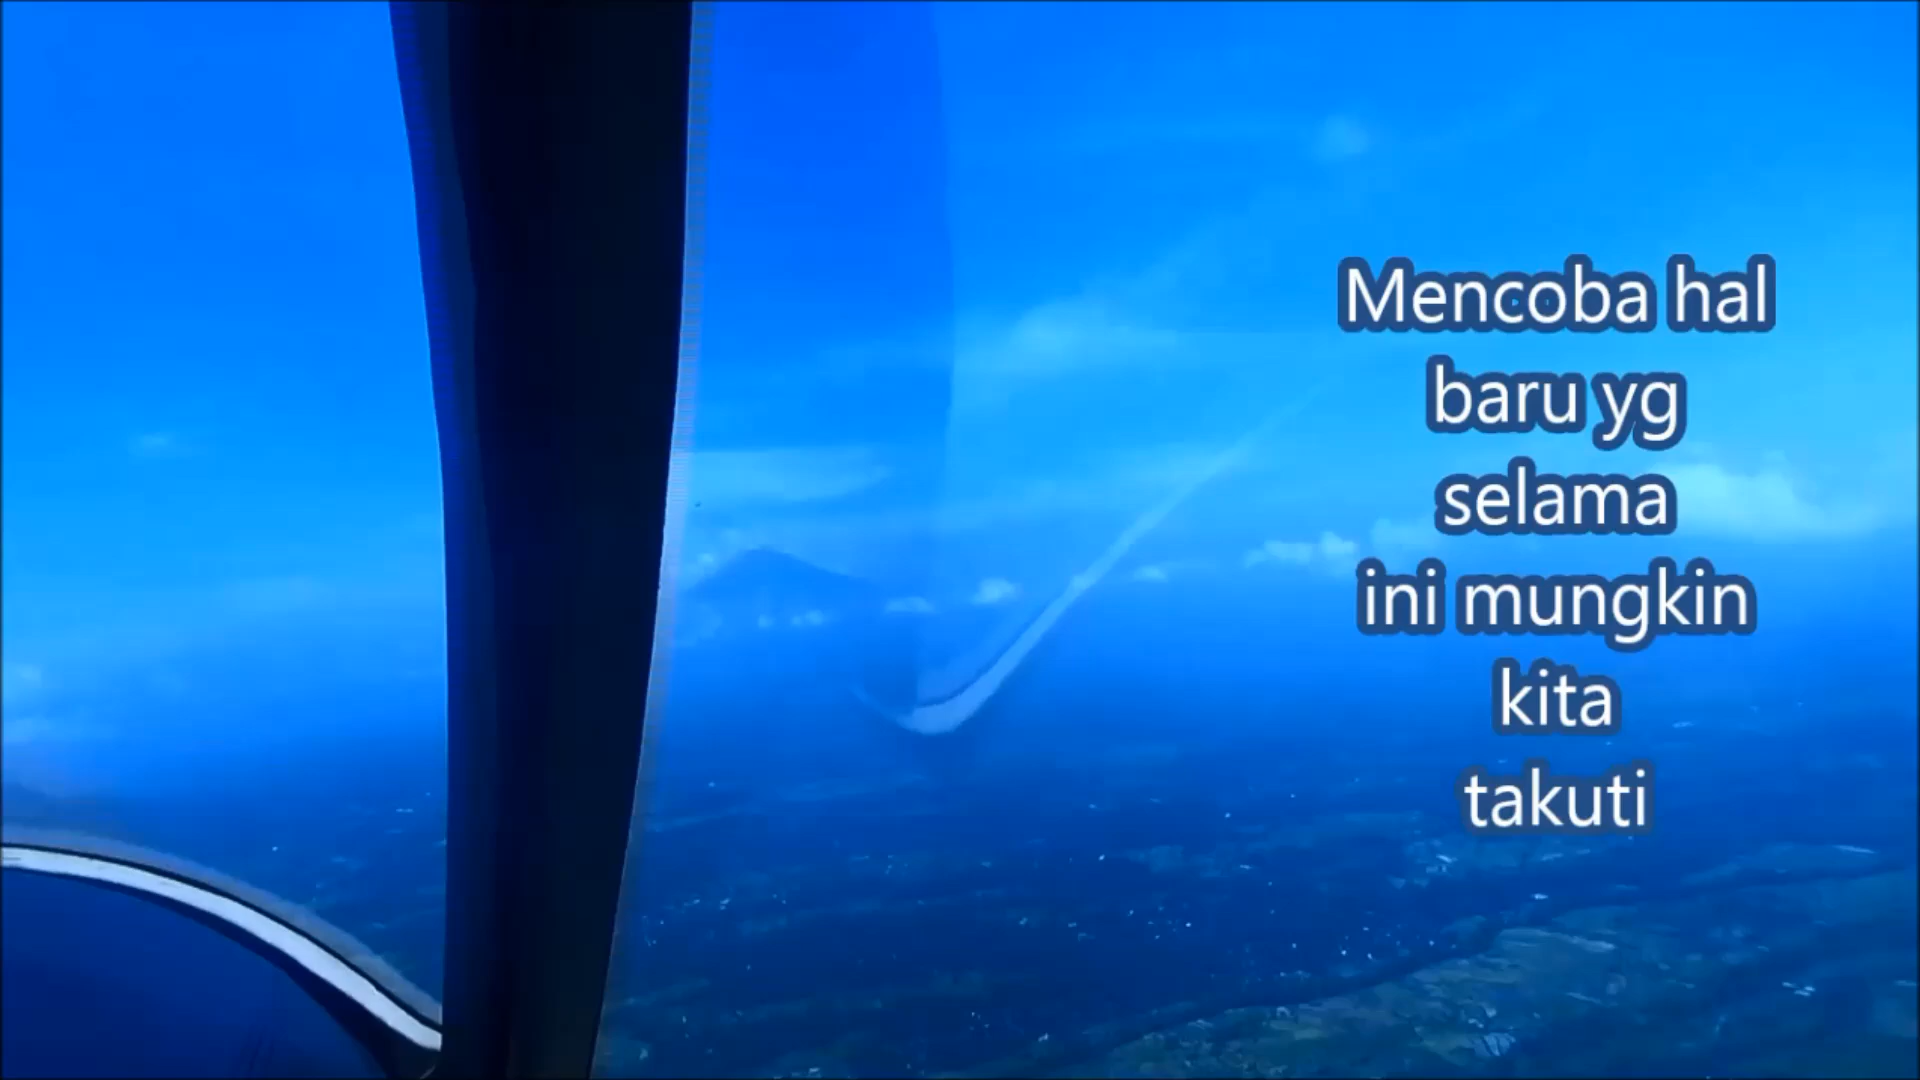 Mencoba hal
baru yg
selama
ini mungkin
kita
takuti